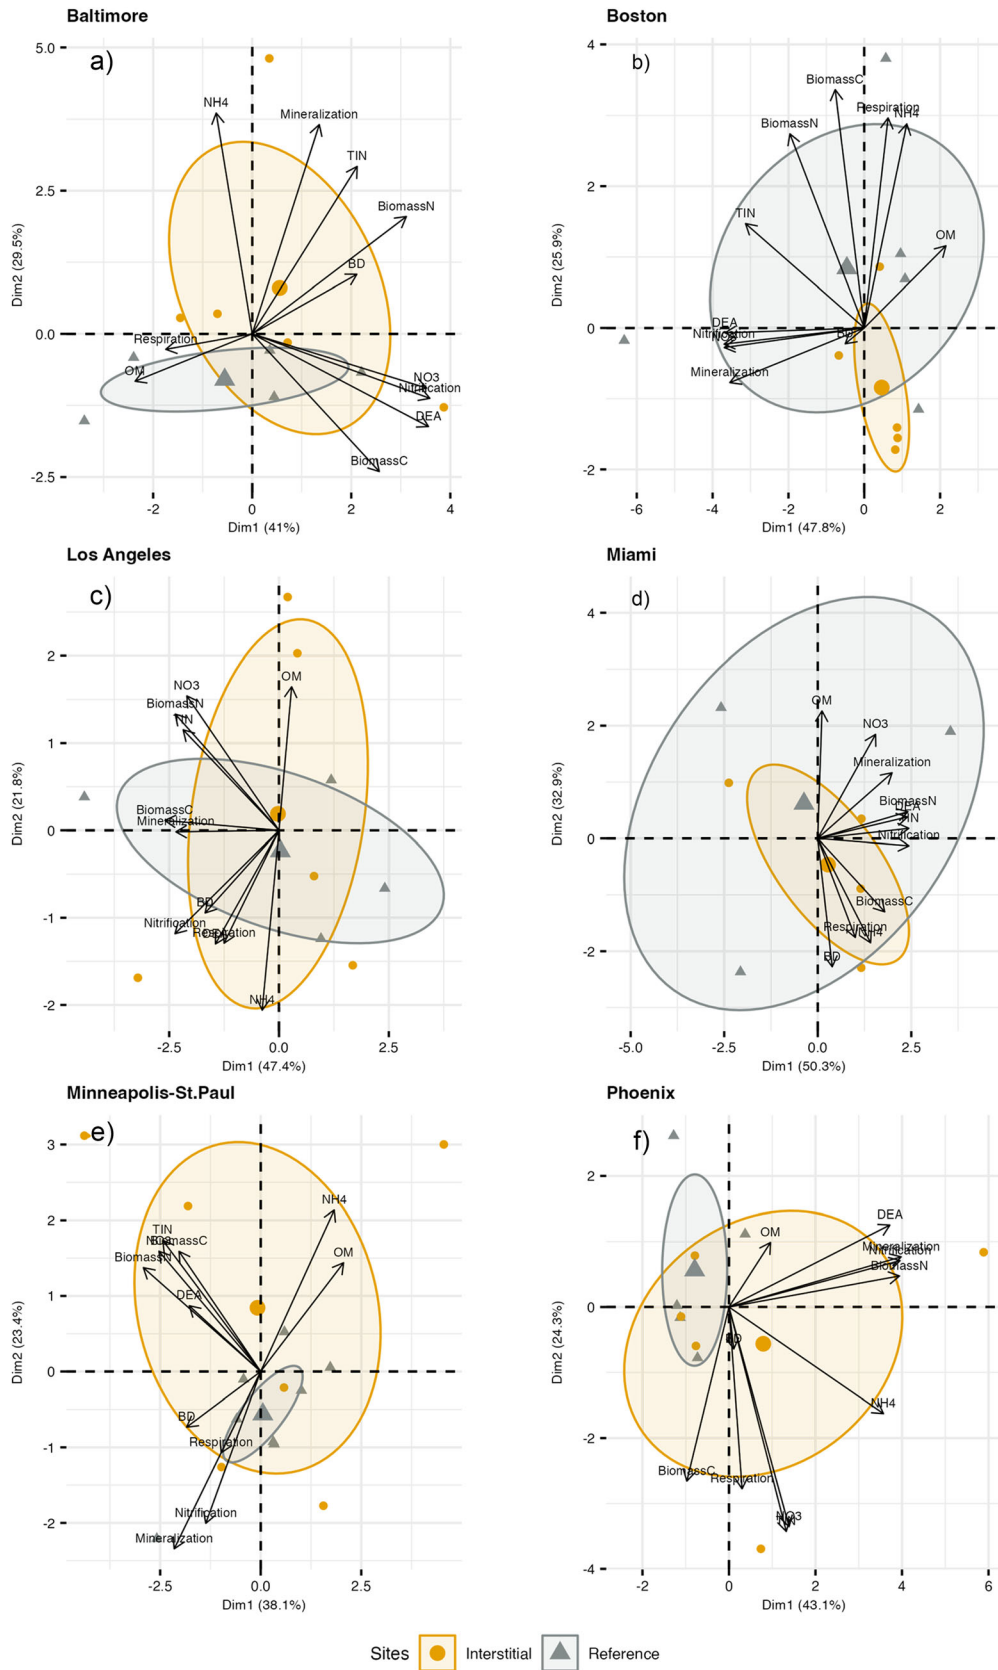 Baltimore
a)
5.0
2.5
0.0
-2.5
Dim2 (29.5%)
NH4
Mineralization
TIN
BiomassN
BD
Respiration
OM
NO3
Nitrification
DEA
BiomassC
-2
0
2
4
Dim1 (41%)
Boston
b)
4
2
0
-2
Dim2 (25.9%)
BiomassC
Respiration
NH4
BiomassN
TIN
OM
DEA
Nitrification
BD
Mineralization
-6
-4
-2
0
2
Dim1 (47.8%)
Los Angeles
c)
2
1
0
-1
-2
Dim2 (21.8%)
OM
NO3
BiomassN
BiomassC
Mineralization
BD
Nitrification
Respiration
NH4
-2.5
0.0
2.5
Dim1 (47.4%)
Miami
d)
4
2
0
-2
Dim2 (32.9%)
OM
NO3
Mineralization
BiomassN
DEA
Nitrification
BiomassC
Respiration
NH4
BD
-5.0
-2.5
0.0
2.5
Dim1 (50.3%)
Minneapolis-St.Paul
e)
3
2
1
0
-1
-2
Dim2 (23.4%)
NH4
TIN
NO3
BiomassC
BiomassN
OM
DEA
BD
Respiration
Nitrification
Mineralization
-2.5
0.0
2.5
Dim1 (38.1%)
Phoenix
f)
2
0
-2
-4
Dim2 (24.3%)
DEA
OM
Mineralization
Nitrification
BiomassN
BD
NH4
BiomassC
Respiration
NO3
-2
0
2
4
6
Dim1 (43.1%)
Sites
Interstitial
Reference